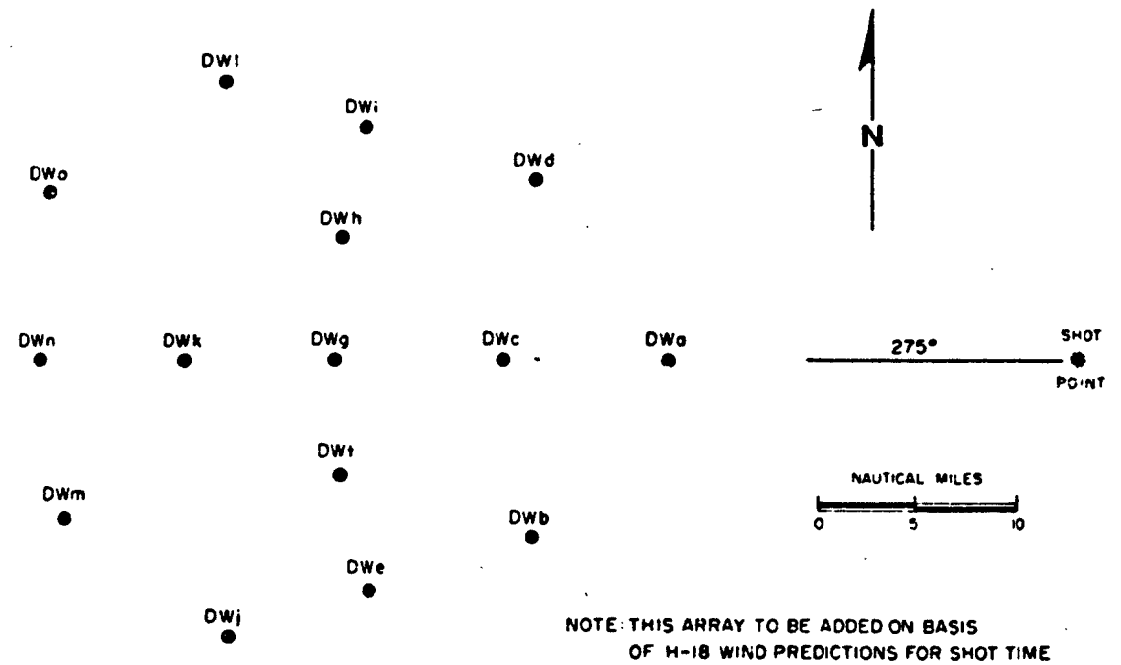 DWl
DWi
DWd
DWo
DWh
N
DWn
DWk
DWg
DWc
DWa
275°
SHOT
POINT
DWf
DWm
DWb
NAUTICAL MILES
0 5 10
DWe
DWj
NOTE: THIS ARRAY TO BE ADDED ON BASIS
OF H-18 WIND PREDICTIONS FOR SHOT TIME